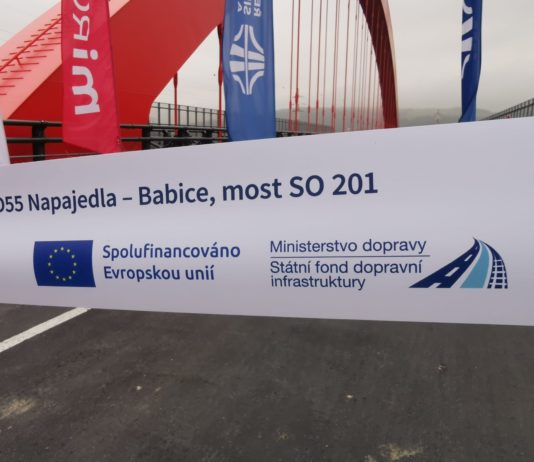 055 Napajedla – Babice, most SO 201
Spolufinancováno
Evropskou unií
Ministerstvo dopravy
Státní fond dopravní
infrastruktury